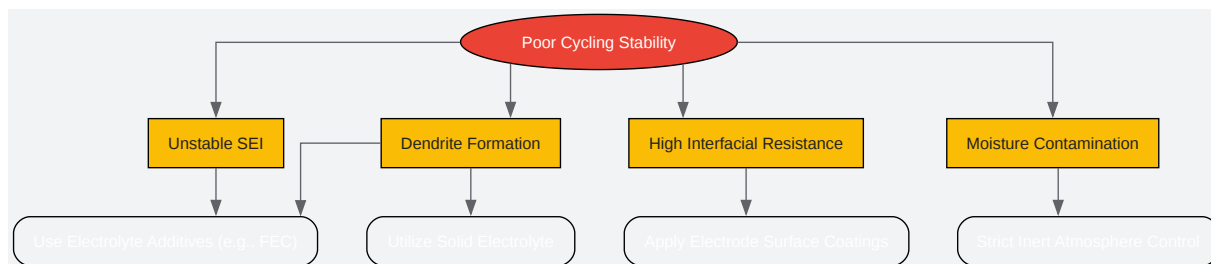 Poor Cycling Stability
Unstable SEI
Dendrite Formation
High Interfacial Resistance
Moisture Contamination
Use Electrolyte Additives (e.g., FEC)
Utilize Solid Electrolyte
Apply Electrode Surface Coatings
Strict Inert Atmosphere Control